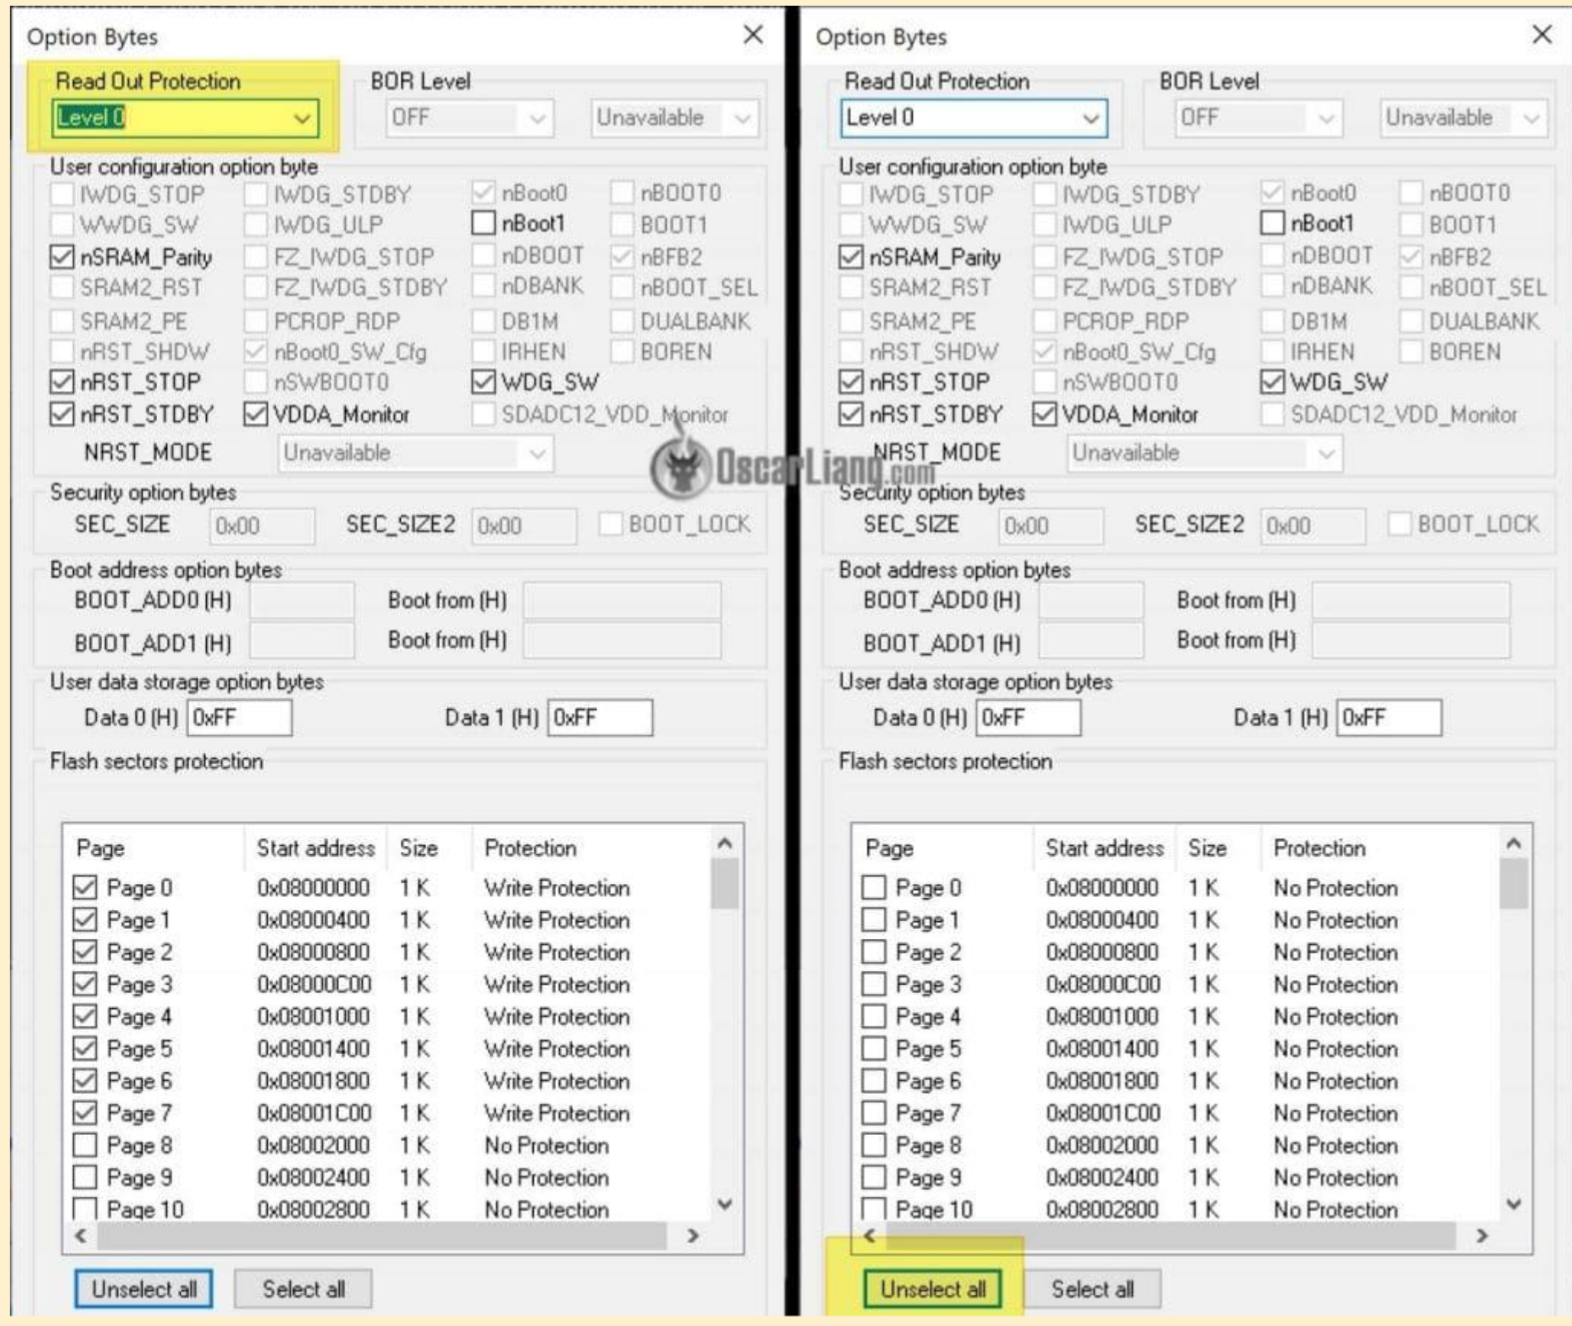 Option Bytes
Read Out Protection
BOR Level
Level 0
OFF
Unavailable
User configuration option byte
IWDG_STOP IWDG_STDBY nBoot0 nBOOT0
WWDG_SW IWDG_ULP nBoot1 BOOT1
nSRAM_Parity FZ_IWDG_STOP nDBOOT nBFB2
SRAM2_RST FZ_IWDG_STDBY nDBANK nBOOT_SEL
SRAM2_PE PCROP_RDP DB1M DUALBANK
nRST_SHDW nBoot0_SW_Cfg IRHEN BOREN
nRST_STOP nSWBOOT0 WDG_SW
nRST_STDBY VDDA_Monitor SDADC12_VDD_Monitor
NRST_MODE Unavailable
Security option bytes
SEC_SIZE 0x00 SEC_SIZE2 0x00 BOOT_LOCK
Boot address option bytes
BOOT_ADD0 (H) Boot from (H)
BOOT_ADD1 (H) Boot from (H)
User data storage option bytes
Data 0 (H) 0xFF Data 1 (H) 0xFF
Flash sectors protection
Page Start address Size Protection
Page 0 0x08000000 1 K Write Protection
Page 1 0x08000400 1 K Write Protection
Page 2 0x08000800 1 K Write Protection
Page 3 0x08000C00 1 K Write Protection
Page 4 0x08001000 1 K Write Protection
Page 5 0x08001400 1 K Write Protection
Page 6 0x08001800 1 K Write Protection
Page 7 0x08001C00 1 K Write Protection
Page 8 0x08002000 1 K No Protection
Page 9 0x08002400 1 K No Protection
Page 10 0x08002800 1 K No Protection
Unselect all Select all
OscarLiang.com
Option Bytes
Read Out Protection
BOR Level
Level 0
OFF
Unavailable
User configuration option byte
IWDG_STOP IWDG_STDBY nBoot0 nBOOT0
WWDG_SW IWDG_ULP nBoot1 BOOT1
nSRAM_Parity FZ_IWDG_STOP nDBOOT nBFB2
SRAM2_RST FZ_IWDG_STDBY nDBANK nBOOT_SEL
SRAM2_PE PCROP_RDP DB1M DUALBANK
nRST_SHDW nBoot0_SW_Cfg IRHEN BOREN
nRST_STOP nSWBOOT0 WDG_SW
nRST_STDBY VDDA_Monitor SDADC12_VDD_Monitor
NRST_MODE Unavailable
Security option bytes
SEC_SIZE 0x00 SEC_SIZE2 0x00 BOOT_LOCK
Boot address option bytes
BOOT_ADD0 (H) Boot from (H)
BOOT_ADD1 (H) Boot from (H)
User data storage option bytes
Data 0 (H) 0xFF Data 1 (H) 0xFF
Flash sectors protection
Page Start address Size Protection
Page 0 0x08000000 1 K No Protection
Page 1 0x08000400 1 K No Protection
Page 2 0x08000800 1 K No Protection
Page 3 0x08000C00 1 K No Protection
Page 4 0x08001000 1 K No Protection
Page 5 0x08001400 1 K No Protection
Page 6 0x08001800 1 K No Protection
Page 7 0x08001C00 1 K No Protection
Page 8 0x08002000 1 K No Protection
Page 9 0x08002400 1 K No Protection
Page 10 0x08002800 1 K No Protection
Unselect all Select all